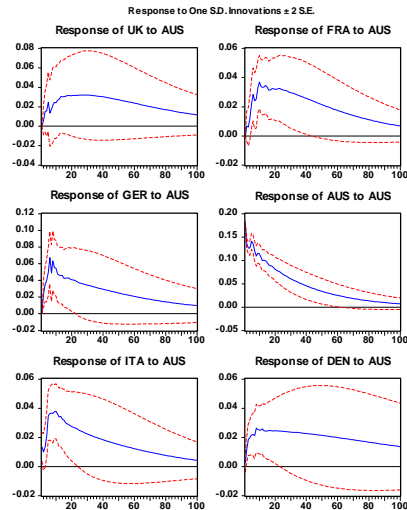 Response to One S.D. Innovations ± 2 S.E.
Response of UK to AUS
0.08
0.06
0.04
0.02
0.00
-0.02
-0.04
20 40 60 80 100
Response of FRA to AUS
0.06
0.04
0.02
0.00
-0.02
20 40 60 80 100
Response of GER to AUS
0.12
0.10
0.08
0.06
0.04
0.02
0.00
-0.02
20 40 60 80 100
Response of AUS to AUS
0.20
0.15
0.10
0.05
0.00
-0.05
20 40 60 80 100
Response of ITA to AUS
0.06
0.04
0.02
0.00
-0.02
20 40 60 80 100
Response of DEN to AUS
0.06
0.04
0.02
0.00
-0.02
20 40 60 80 100